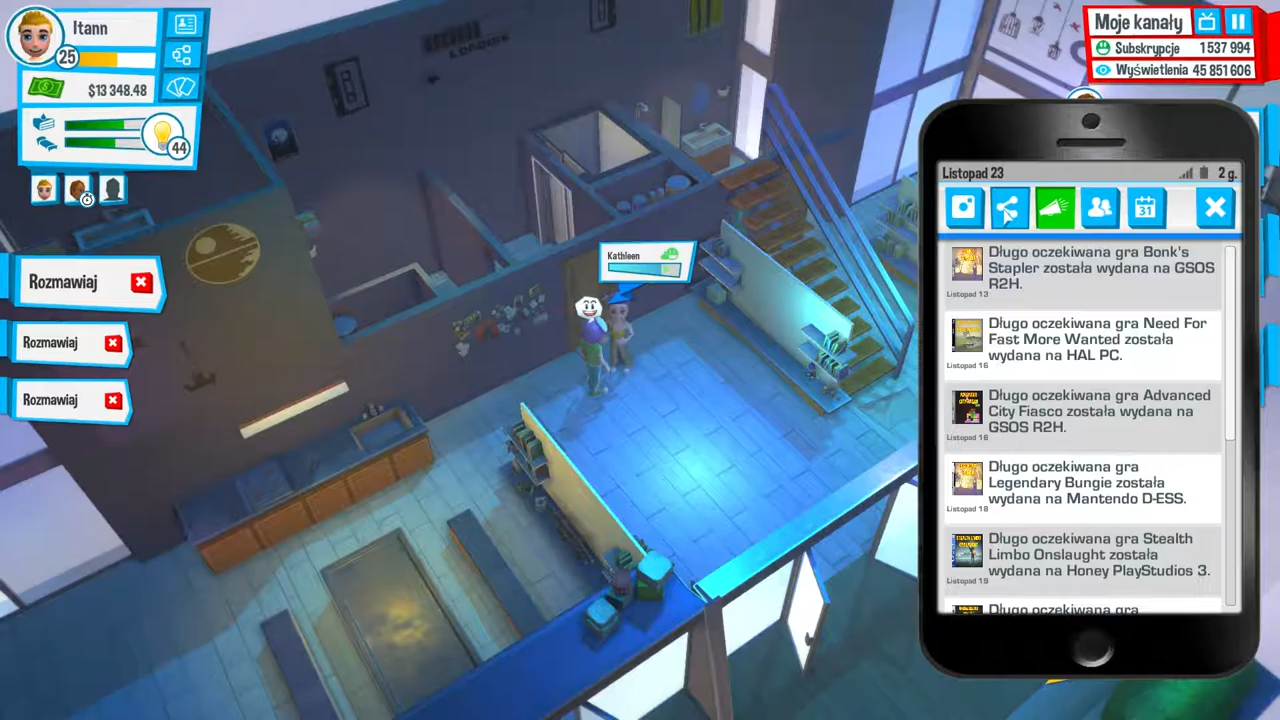 Itann
25
$13 348.48
44
Rozmawiaj
Rozmawiaj
Rozmawiaj
LONDON
Kathleen
Moje kanały
Subskrypcje 1 537 994
Wyświetlenia 45 851 606
Listopad 23
2 g.
31
Długo oczekiwana gra Bonk's
Stapler została wydana na GSOS
R2H.
Listopad 13
Długo oczekiwana gra Need For
Fast More Wanted została
wydana na HAL PC.
Listopad 16
Długo oczekiwana gra Advanced
City Fiasco została wydana na
GSOS R2H.
Listopad 16
Długo oczekiwana gra
Legendary Bungie została
wydana na Mantendo D-ESS.
Listopad 18
Długo oczekiwana gra Stealth
Limbo Onslaught została
wydana na Honey PlayStudios 3.
Listopad 19
Długo oczekiwana gra